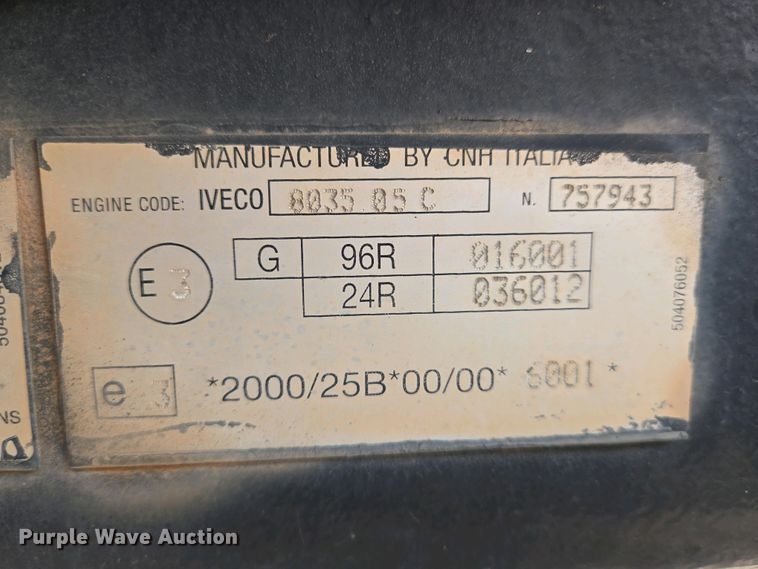 MANUFACTURED BY CNH ITALIA
ENGINE CODE: IVECO 8035.05 C N. 757943
G 96R 016001
E 3
24R 036012
504076052
e 3 *2000/25B*00/00* 6001 *
NS
Purple Wave Auction